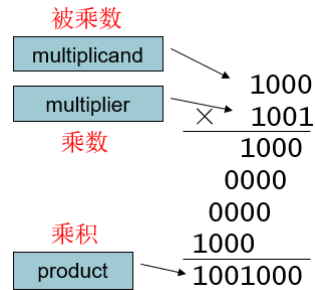 被乘数
multiplicand
1000
multiplier
× 1001
乘数
1000
0000
0000
乘积
1000
product
1001000